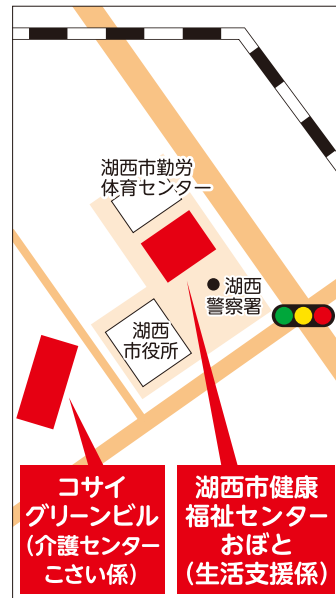 湖西市勤労
体育センター
湖西
警察署
湖西
市役所
コサイ
グリーンビル
(介護センター
こさい係)
湖西市健康
福祉センター
おぼと
(生活支援係)